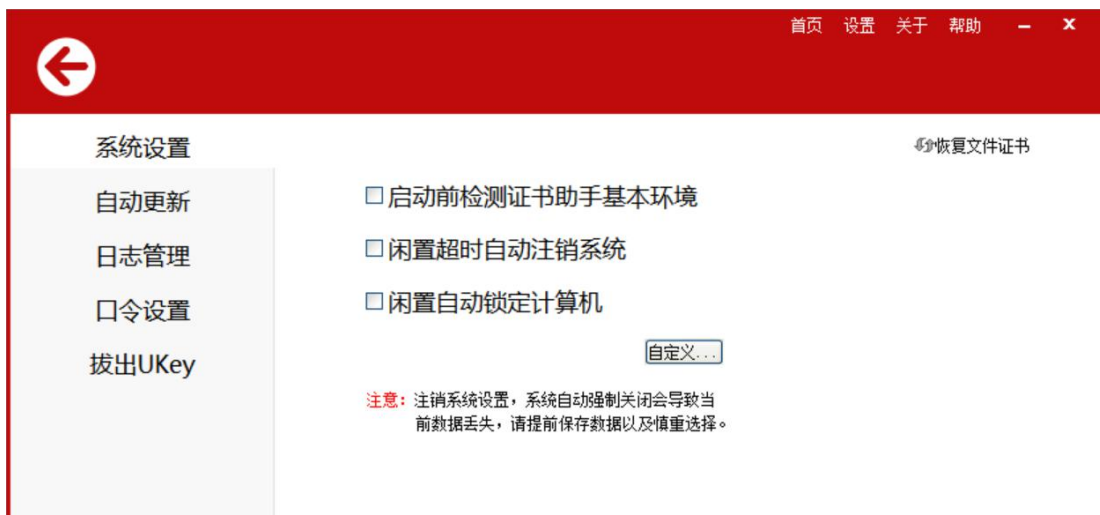 首页 设置 关于 帮助
系统设置
恢复文件证书
自动更新
启动前检测证书助手基本环境
日志管理
闲置超时自动注销系统
口令设置
闲置自动锁定计算机
拔出UKey
自定义...
注意：注销系统设置，系统自动强制关闭会导致当
前数据丢失，请提前保存数据以及慎重选择。